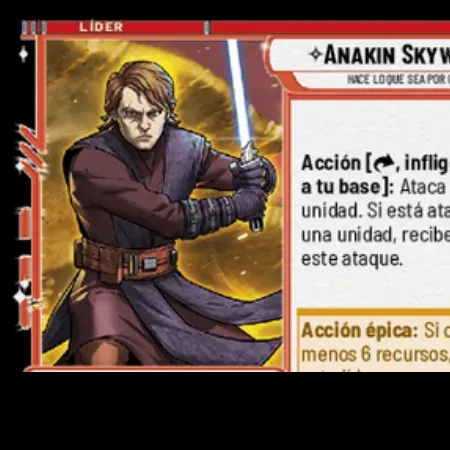 LÍDER
ANAKIN SKYW
HACE LO QUE SEA POR
Acción [, inflig
a tu base]: Ataca
unidad. Si está ata
una unidad, recibe
este ataque.
Acción épica: Si c
menos 6 recursos,